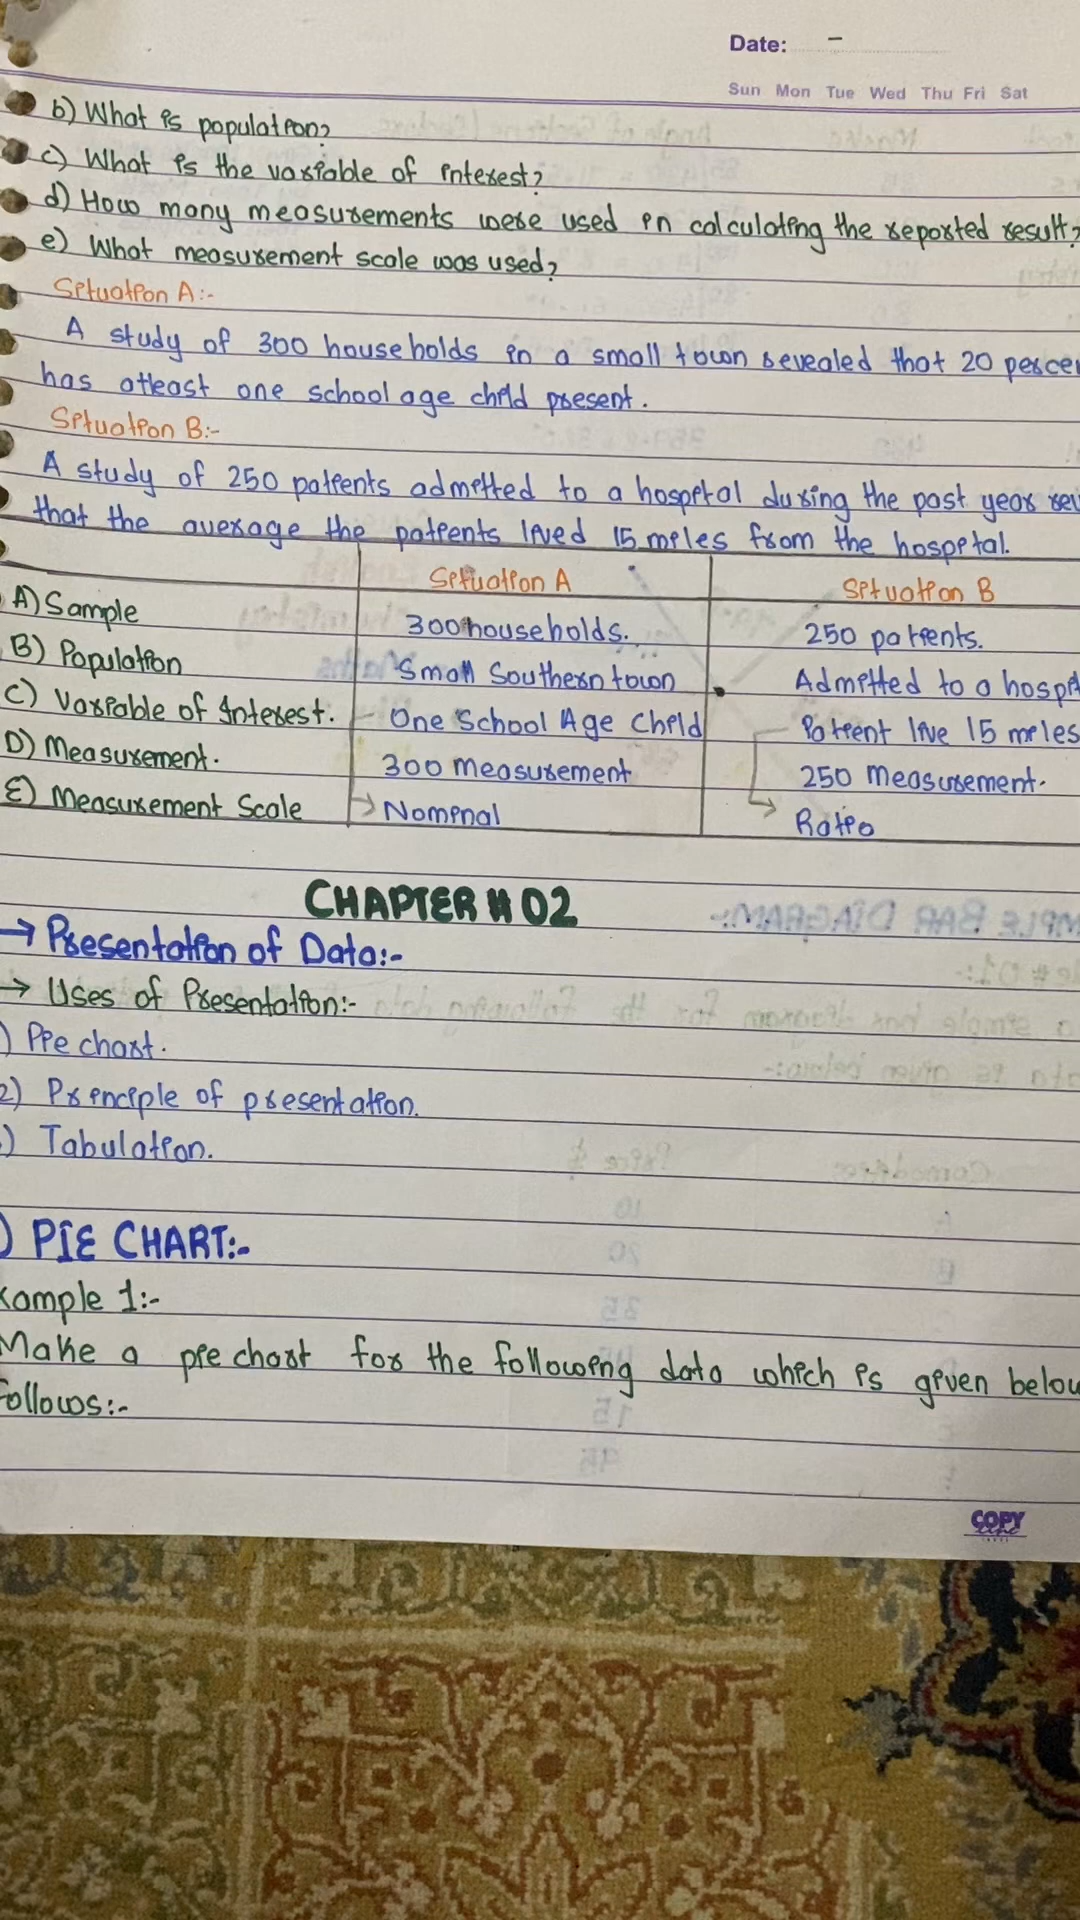 Date: –
Sun Mon Tue Wed Thu Fri Sat
b) What is population?
c) What is the variable of interest?
d) How many measurements were used in calculating the reported result?
e) What measurement scale was used?
Situation A:-
A study of 300 households in a small town revealed that 20 percen
has atleast one school age child present.
Situation B:-
A study of 250 patients admitted to a hospital during the past year rev
that the average the patients lived 15 miles from the hospital.
Situation A Situation B
A) Sample 300 households. 250 patients.
B) Population Small Southern town Admitted to a hospit
C) Variable of Interest. One School Age Child Patient live 15 miles
D) Measurement. 300 measurement 250 Measurement.
E) Measurement Scale → Nominal → Ratio
CHAPTER # 02
→ Presentation of Data:-
→ Uses of Presentation:-
) Pie chart.
2) Principle of presentation.
) Tabulation.
) PIE CHART:-
xample 1:-
Make a pie chart for the following data which is given below
follows:-
COPY